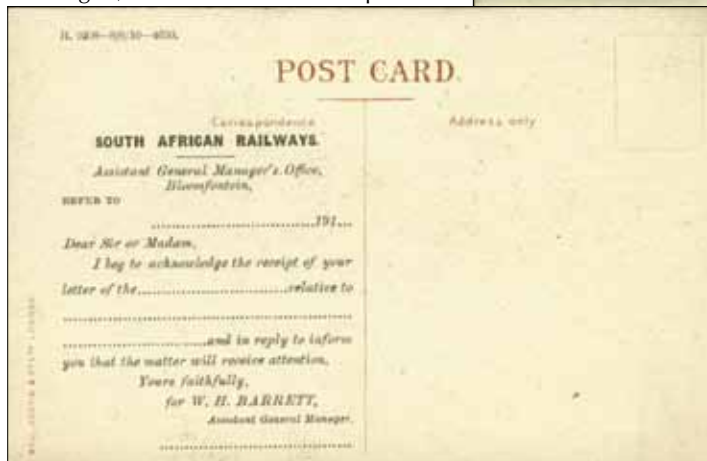 POST CARD.
Correspondence
Address only
SOUTH AFRICAN RAILWAYS.
Assistant General Manager's Office,
Bloemfontein,
REFER TO
..............................191...
Dear Sir or Madam,
I beg to acknowledge the receipt of your
letter of the..............................relative to
............................................................
..............................and in reply to inform
you that the matter will receive attention.
Yours faithfully,
for W. H. BARRETT,
Assistant General Manager.
........................................